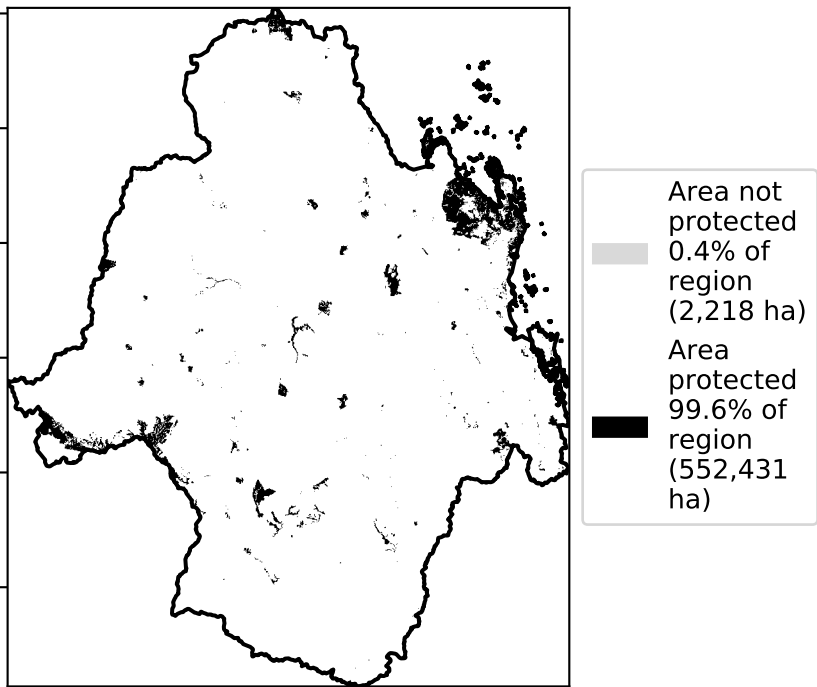 Area not
protected
0.4% of
region
(2,218 ha)
Area
protected
99.6% of
region
(552,431
ha)